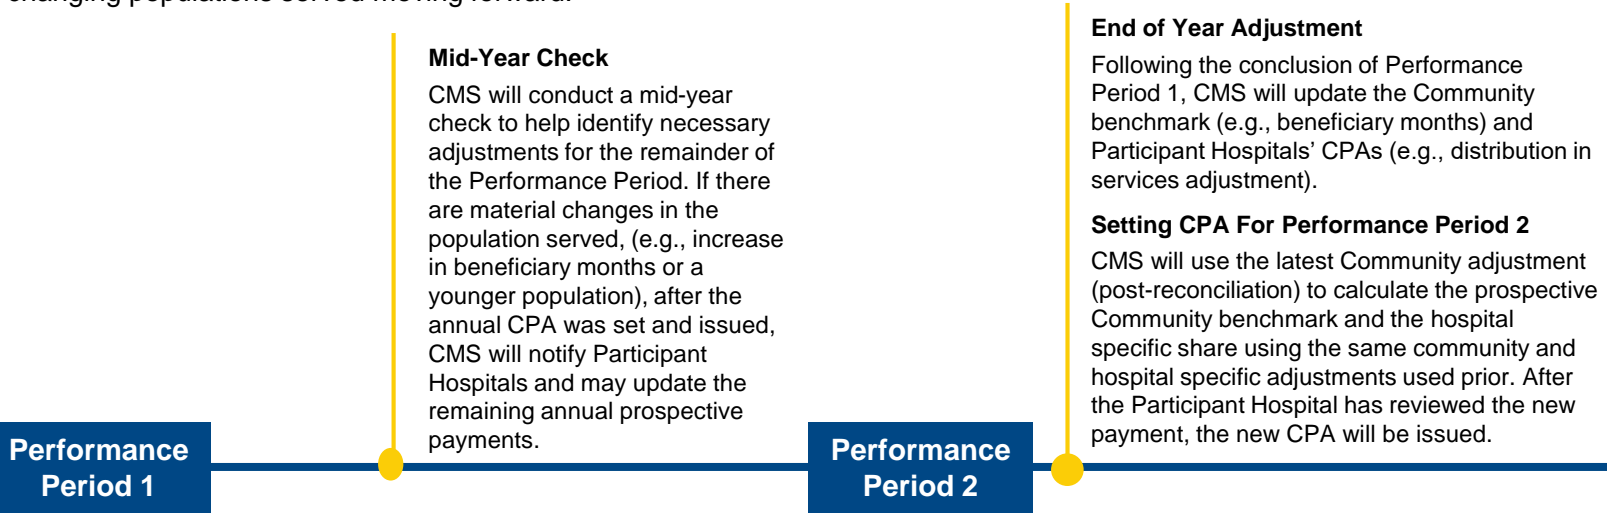 changing populations served moving forward.
Mid-Year Check
CMS will conduct a mid-year
check to help identify necessary
adjustments for the remainder of
the Performance Period. If there
are material changes in the
population served, (e.g., increase
in beneficiary months or a
younger population), after the
annual CPA was set and issued,
CMS will notify Participant
Hospitals and may update the
remaining annual prospective
payments.
End of Year Adjustment
Following the conclusion of Performance
Period 1, CMS will update the Community
benchmark (e.g., beneficiary months) and
Participant Hospitals’ CPAs (e.g., distribution in
services adjustment).
Setting CPA For Performance Period 2
CMS will use the latest Community adjustment
(post-reconciliation) to calculate the prospective
Community benchmark and the hospital
specific share using the same community and
hospital specific adjustments used prior. After
the Participant Hospital has reviewed the new
payment, the new CPA will be issued.
Performance
Period 1
Performance
Period 2